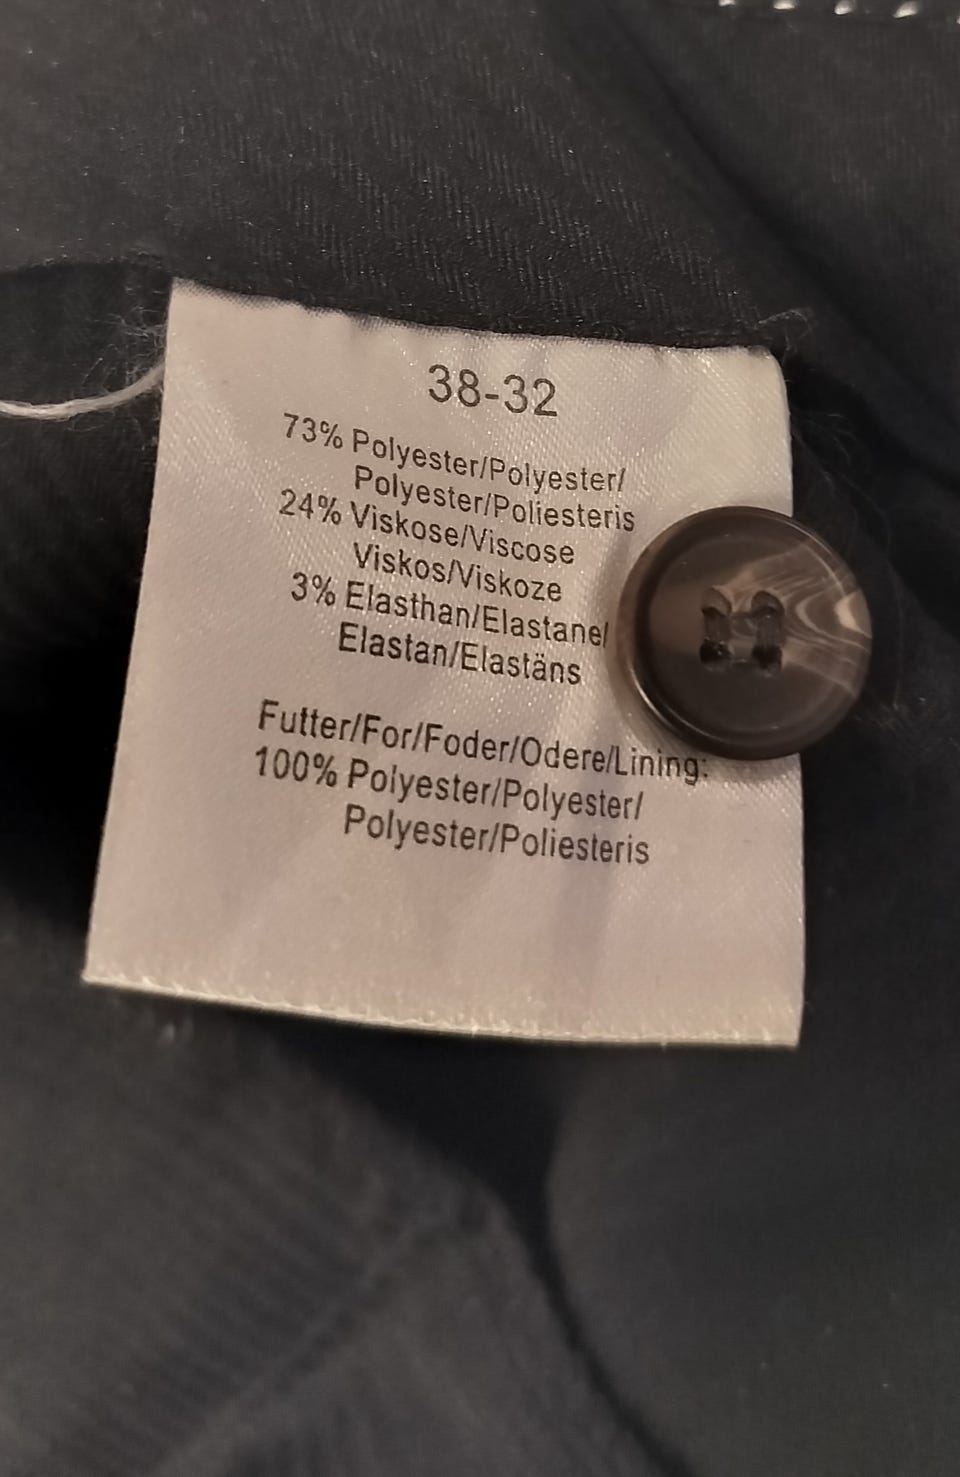 38-32
73% Polyester/Polyester/
Polyester/Poliesteris
24% Viskose/Viscose
Viskos/Viskoze
3% Elasthan/Elastane/
Elastan/Elastäns
Futter/For/Foder/Odere/Lining:
100% Polyester/Polyester/
Polyester/Poliesteris